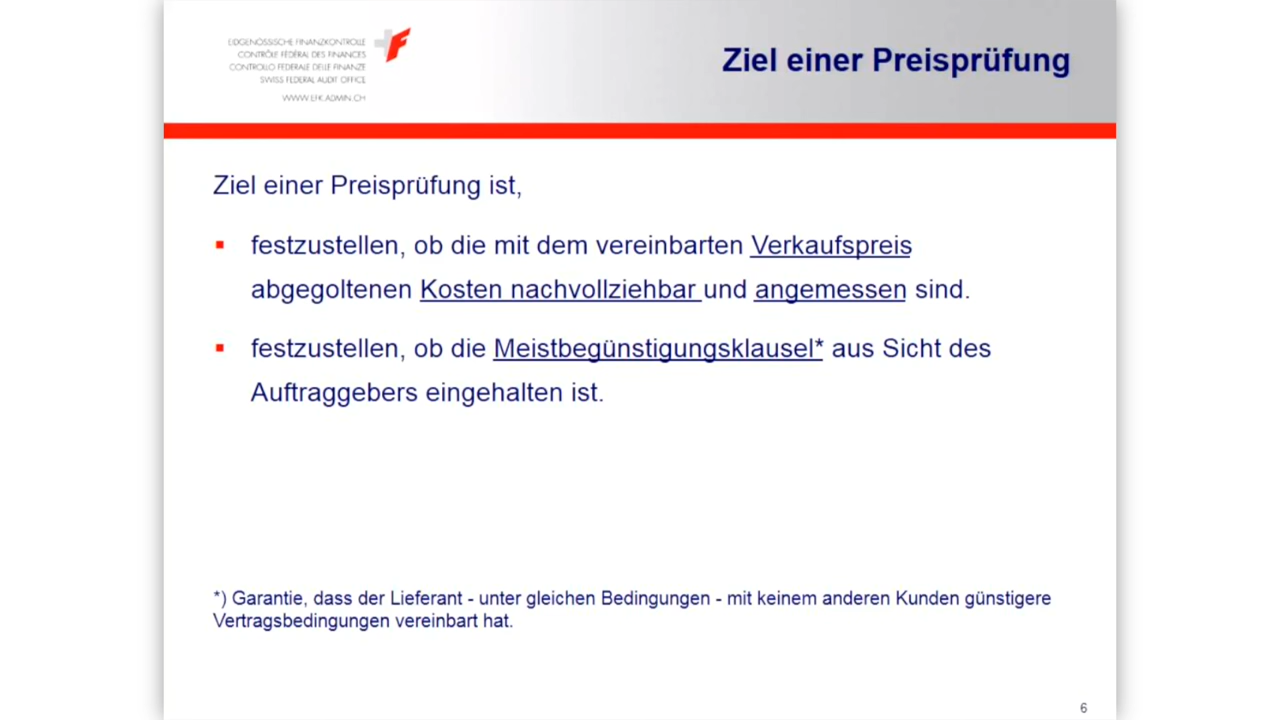 EIDGENÖSSISCHE FINANZKONTROLLE
CONTRÔLE FÉDÉRAL DES FINANCES
CONTROLLO FEDERALE DELLE FINANZE
SWISS FEDERAL AUDIT OFFICE
WWW.EFK.ADMIN.CH
Ziel einer Preisprüfung
Ziel einer Preisprüfung ist,
festzustellen, ob die mit dem vereinbarten Verkaufspreis
abgegoltenen Kosten nachvollziehbar und angemessen sind.
festzustellen, ob die Meistbegünstigungsklausel* aus Sicht des
Auftraggebers eingehalten ist.
*) Garantie, dass der Lieferant - unter gleichen Bedingungen - mit keinem anderen Kunden günstigere
Vertragsbedingungen vereinbart hat.
6